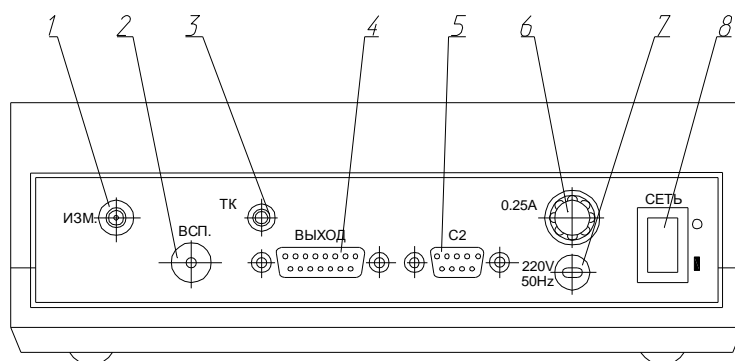 1 2 3 4 5 6 7 8
ТК
0.25А
СЕТЬ
ИЗМ.
ВСП.
ВЫХОД
С2
220V
50Hz